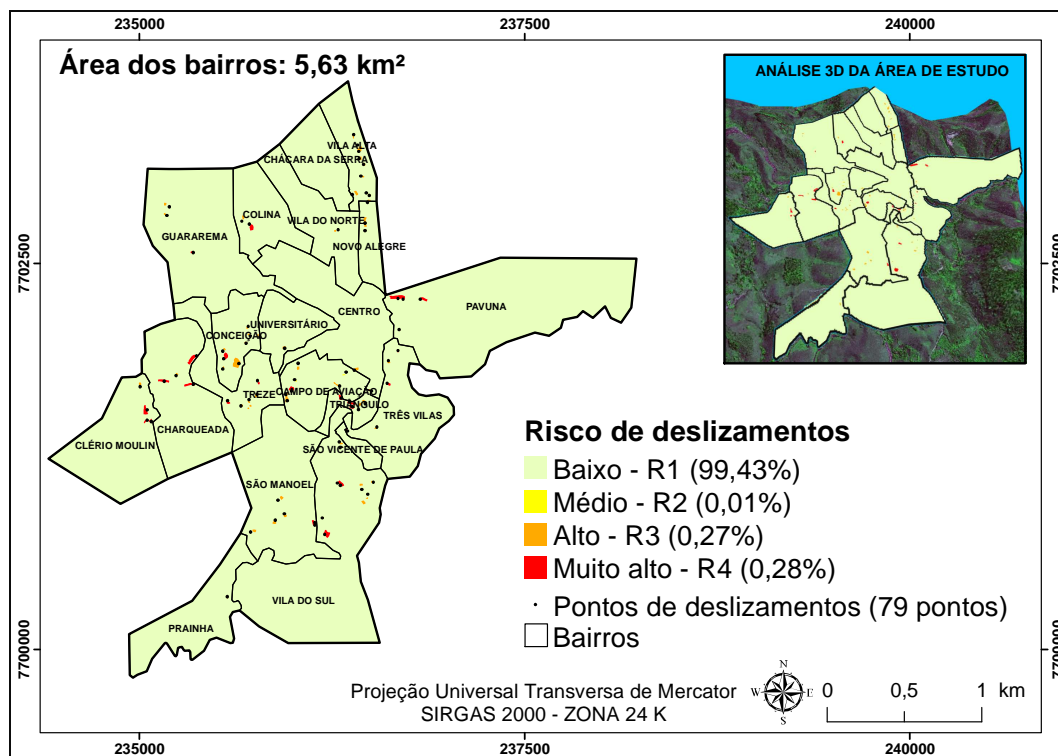 235000
237500
240000
Área dos bairros: 5,63 km²
ANÁLISE 3D DA ÁREA DE ESTUDO
VILA ALTA
CHÁCARA DA SERRA
COLINA
VILA DO NORTE
GUARAREMA
NOVO ALEGRE
7702500
7702500
PAVUNA
CENTRO
UNIVERSITÁRIO
CONCEIÇÃO
TREZE
CAMPO DE AVIAÇÃO
TRIÂNGULO
TRÊS VILAS
CHARQUEADA
CLÉRIO MOULIN
SÃO VICENTE DE PAULA
SÃO MANOEL
VILA DO SUL
PRAINHA
Risco de deslizamentos
Baixo - R1 (99,43%)
Médio - R2 (0,01%)
Alto - R3 (0,27%)
Muito alto - R4 (0,28%)
Pontos de deslizamentos (79 pontos)
Bairros
7700000
7700000
Projeção Universal Transversa de Mercator
SIRGAS 2000 - ZONA 24 K
N
W E
S
0 0,5 1 km
235000
237500
240000